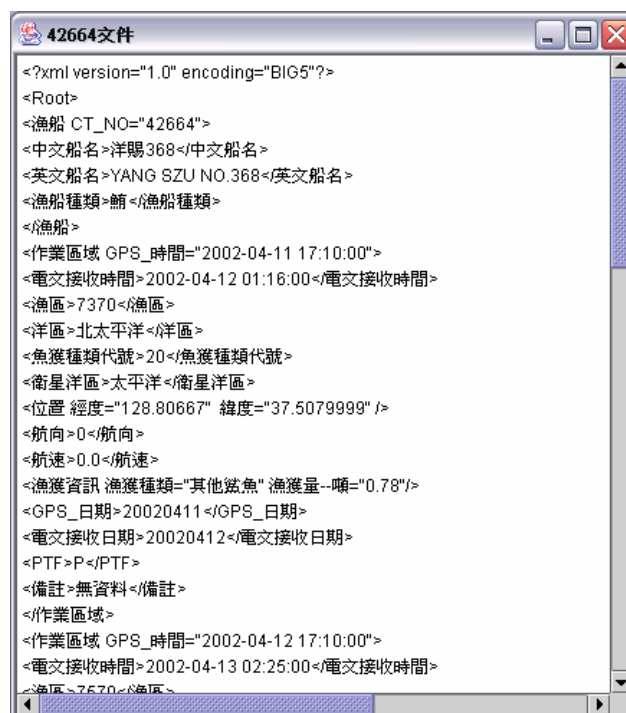 42664文件
<?xml version="1.0" encoding="BIG5"?>
<Root>
<漁船 CT_NO="42664">
<中文船名>洋賜368</中文船名>
<英文船名>YANG SZU NO.368</英文船名>
<漁船種類>鮪</漁船種類>
</漁船>
<作業區域 GPS_時間="2002-04-11 17:10:00">
<電文接收時間>2002-04-12 01:16:00</電文接收時間>
<漁區>7370</漁區>
<洋區>北太平洋</洋區>
<魚獲種類代號>20</魚獲種類代號>
<衛星洋區>太平洋</衛星洋區>
<位置 經度="128.80667"  緯度="37.5079999" />
<航向>0</航向>
<航速>0.0</航速>
<漁獲資訊 漁獲種類="其他鯊魚" 漁獲量--噸="0.78"/>
<GPS_日期>20020411</GPS_日期>
<電文接收日期>20020412</電文接收日期>
<PTF>P</PTF>
<備註>無資料</備註>
</作業區域>
<作業區域 GPS_時間="2002-04-12 17:10:00">
<電文接收時間>2002-04-13 02:25:00</電文接收時間>
<漁區>7570</漁區>